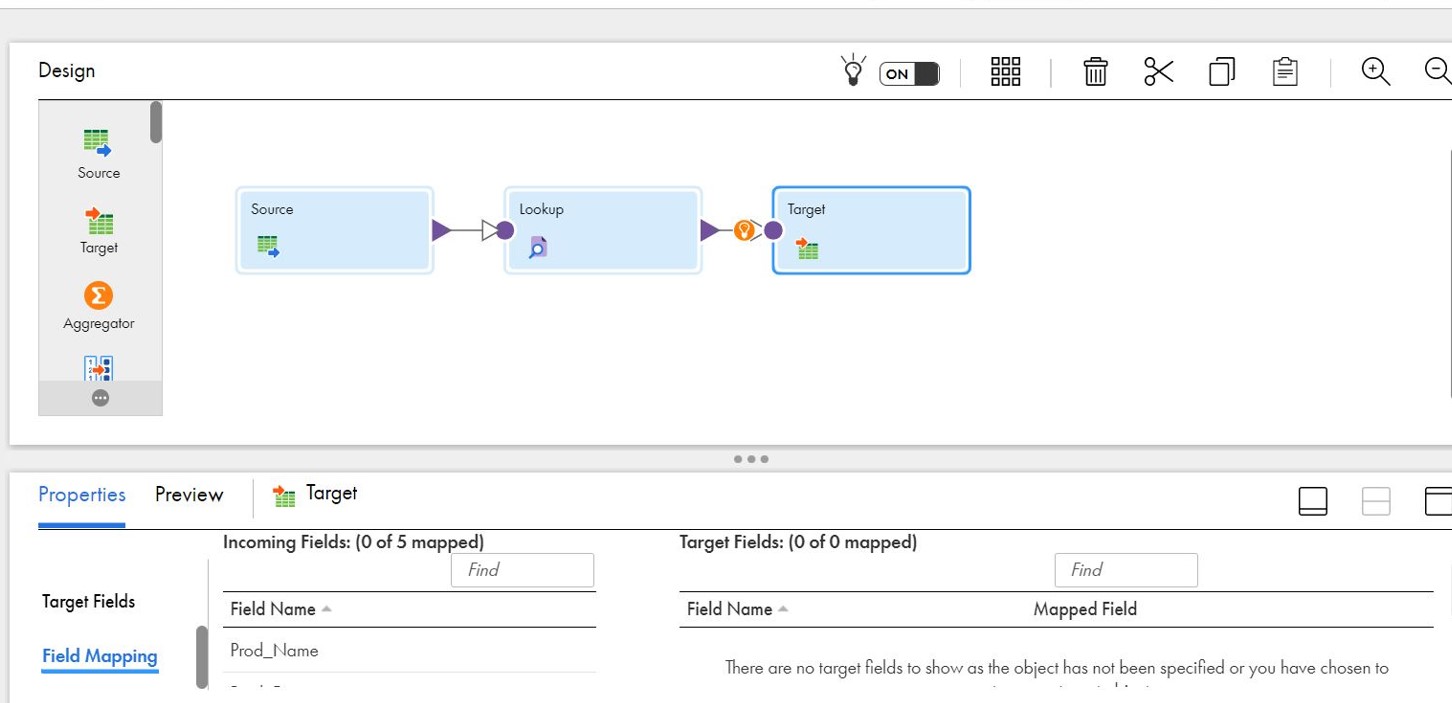 Design
ON
Source
Target
Aggregator
Source
Lookup
Target
Properties
Preview
Target
Target Fields
Field Mapping
Incoming Fields: (0 of 5 mapped)
Find
Field Name
Prod_Name
Target Fields: (0 of 0 mapped)
Find
Field Name
Mapped Field
There are no target fields to show as the object has not been specified or you have chosen to